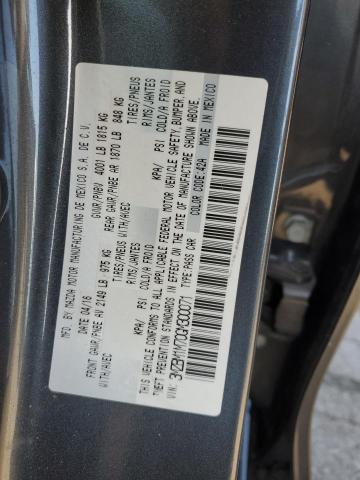 MFD. BY MAZDA MOTOR MANUFACTURING DE MEXICO S.A. DE C.V.
DATE 04/16 GVWR/PNBV 4001 LB 1815 KG
FRONT GAWR/PNBE AV 2149 LB 975 KG REAR GAWR/PNBE AR 1870 LB 848 KG
WITH/AVEC TIRES/PNEUS WITH/AVEC TIRES/PNEUS
RIMS/JANTES RIMS/JANTES
KPA/ PSI COLD/A FROID KPA/ PSI COLD/A FROID
THIS VEHICLE CONFORMS TO ALL APPLICABLE FEDERAL MOTOR VEHICLE SAFETY, BUMPER, AND
THEFT PREVENTION STANDARDS IN EFFECT ON THE DATE OF MANUFACTURE SHOWN ABOVE.
VIN: TYPE: PASS CAR COLOR CODE: 42A MADE IN MEXICO